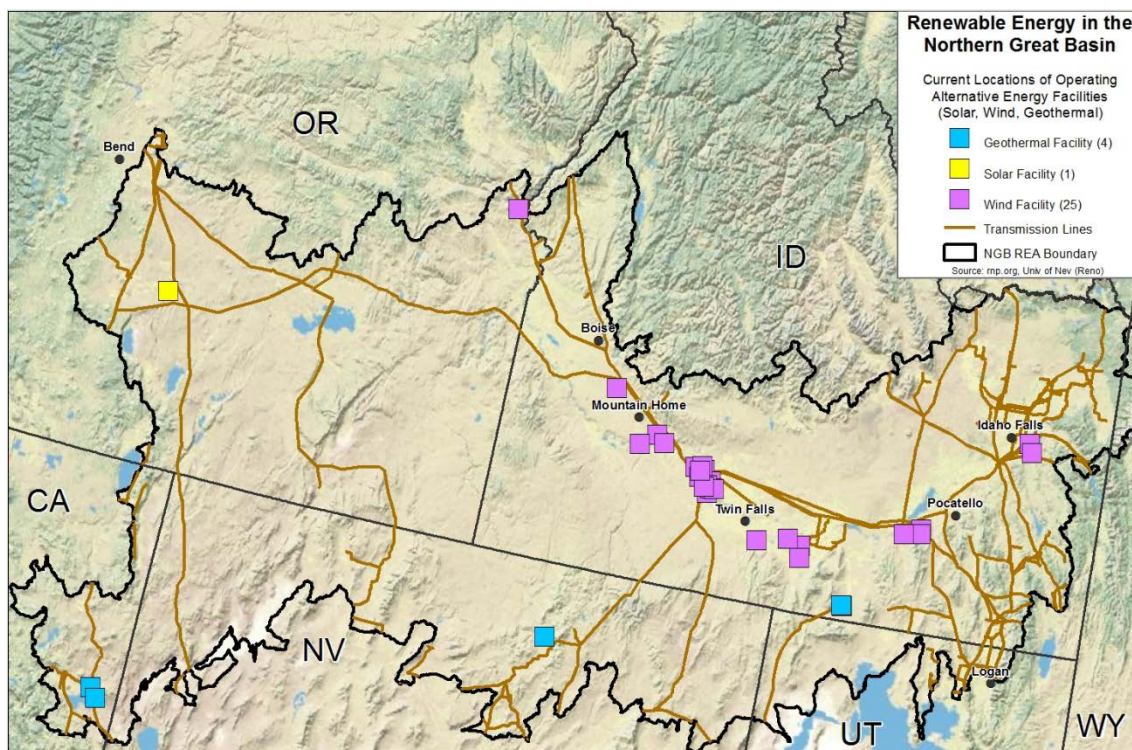 Renewable Energy in the
Northern Great Basin
Current Locations of Operating
Alternative Energy Facilities
(Solar, Wind, Geothermal)
Geothermal Facility (4)
Solar Facility (1)
Wind Facility (25)
Transmission Lines
NGB REA Boundary
Source: rnp.org, Univ of Nev (Reno)
OR
Bend
ID
Boise
Mountain Home
Idaho Falls
CA
Pocatello
Twin Falls
NV
Logan
UT
WY